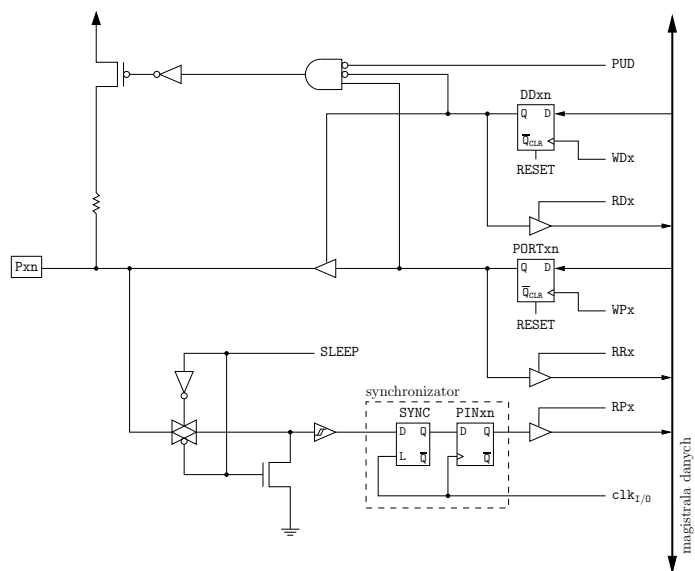 PUD
DDxn
Q D
Q̅CLR
WDx
RESET
RDx
Pxn
PORTxn
Q D
Q̅CLR
WPx
RESET
SLEEP
RRx
synchronizator
SYNC PINxn
RPx
D Q D Q
L Q̅ Q̅
clkI/O
magistrala danych